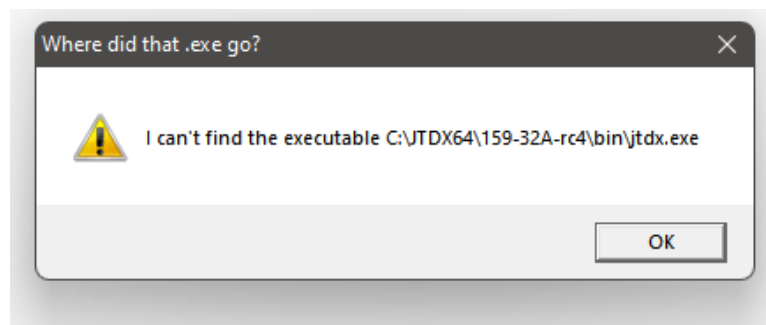 Where did that .exe go?
I can't find the executable C:\JTDX64\159-32A-rc4\bin\jtdx.exe
OK